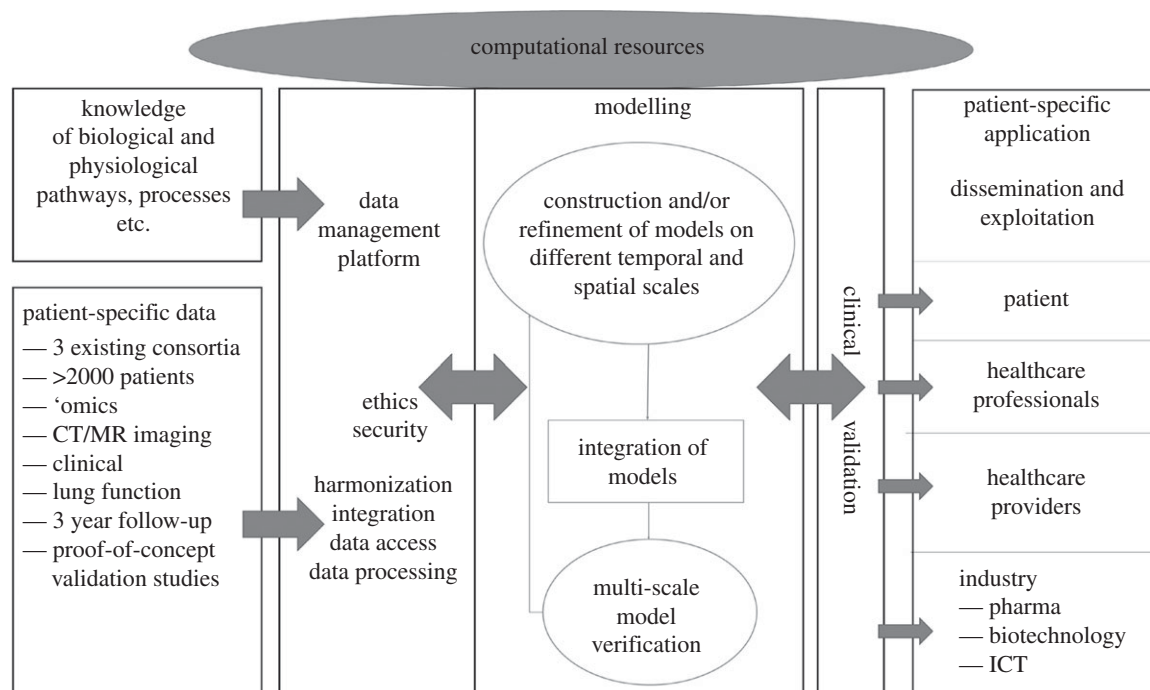 computational resources
knowledge
of biological and
physiological
pathways, processes
etc.
patient-specific data
— 3 existing consortia
— >2000 patients
— ‘omics
— CT/MR imaging
— clinical
— lung function
— 3 year follow-up
— proof-of-concept
validation studies
data
management
platform
ethics
security
harmonization
integration
data access
data processing
modelling
construction and/or
refinement of models on
different temporal and
spatial scales
integration of
models
multi-scale
model
verification
clinical validation
patient-specific
application
dissemination and
exploitation
patient
healthcare
professionals
healthcare
providers
industry
— pharma
— biotechnology
— ICT